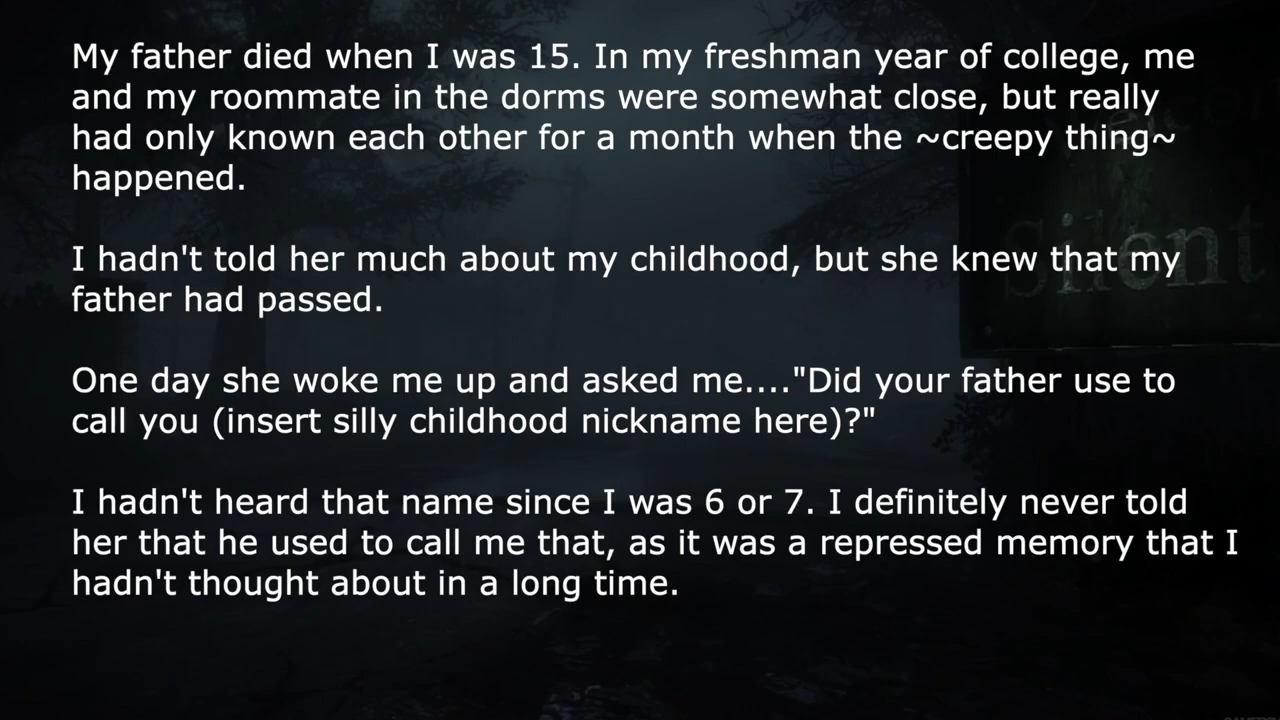 My father died when I was 15. In my freshman year of college, me
and my roommate in the dorms were somewhat close, but really
had only known each other for a month when the ~creepy thing~
happened.
I hadn't told her much about my childhood, but she knew that my
father had passed.
One day she woke me up and asked me...."Did your father use to
call you (insert silly childhood nickname here)?"
I hadn't heard that name since I was 6 or 7. I definitely never told
her that he used to call me that, as it was a repressed memory that I
hadn't thought about in a long time.
Silent